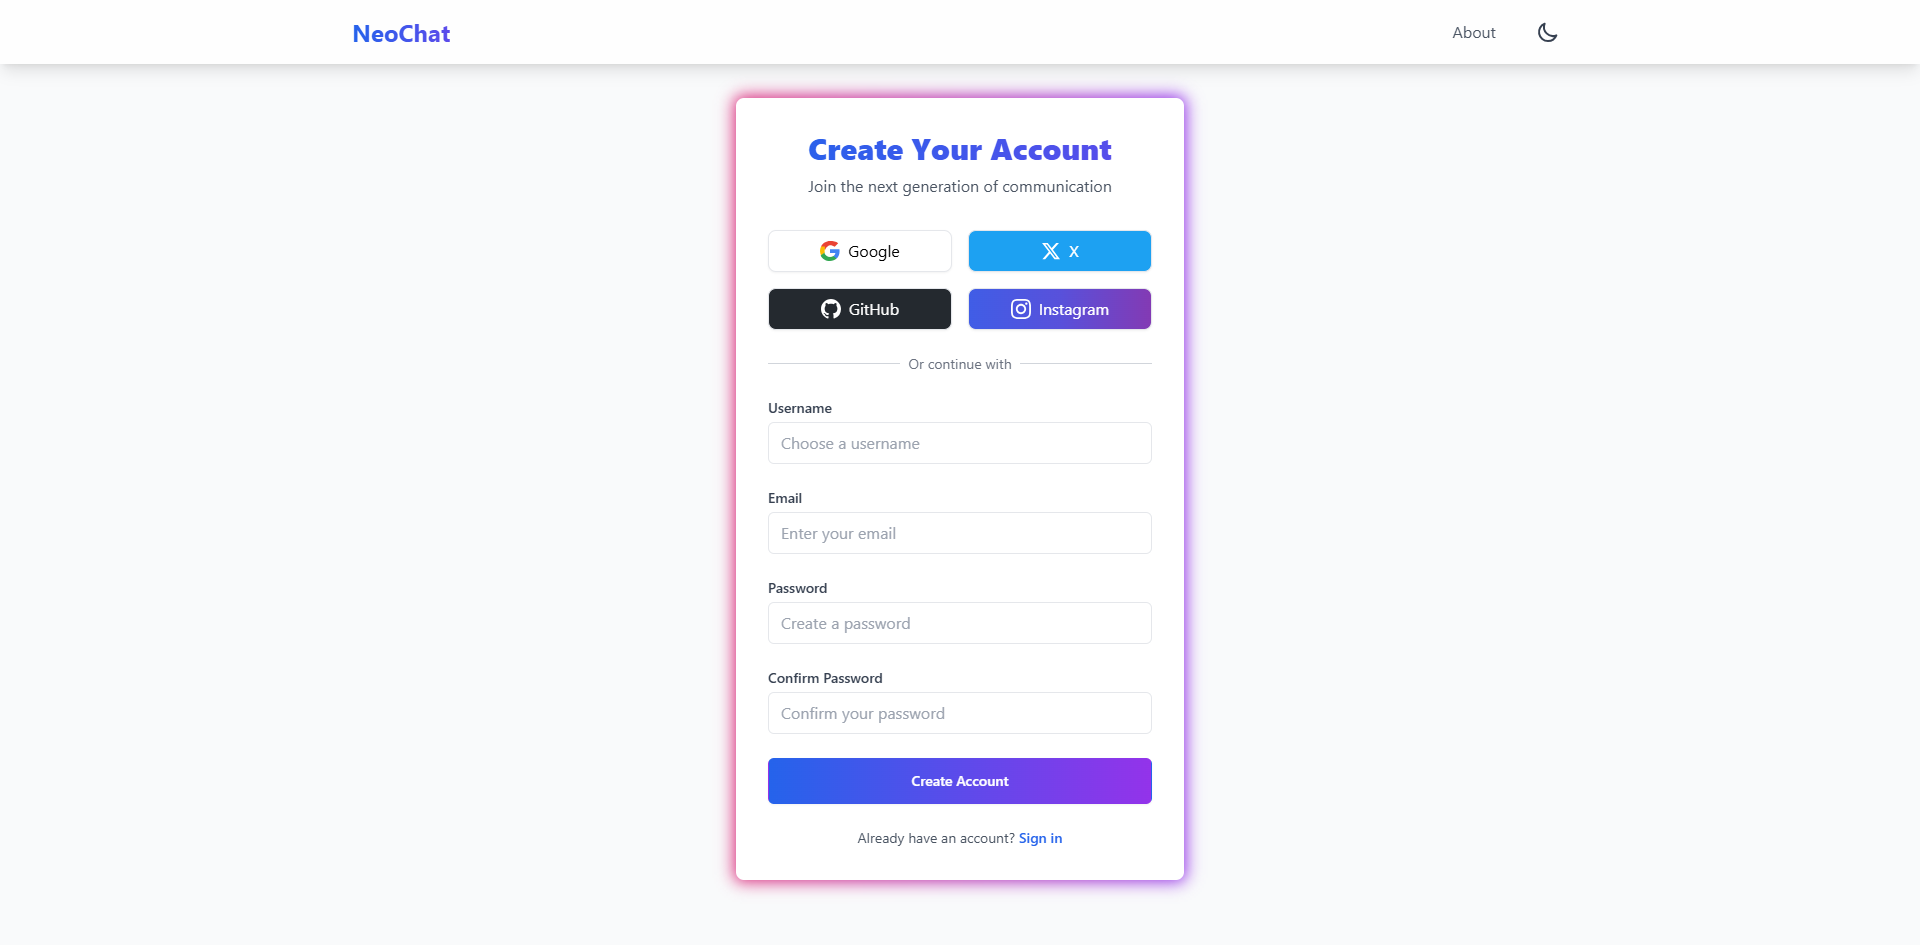 NeoChat
About
Create Your Account
Join the next generation of communication
Google
X
GitHub
Instagram
Or continue with
Username
Choose a username
Email
Enter your email
Password
Create a password
Confirm Password
Confirm your password
Create Account
Already have an account? Sign in